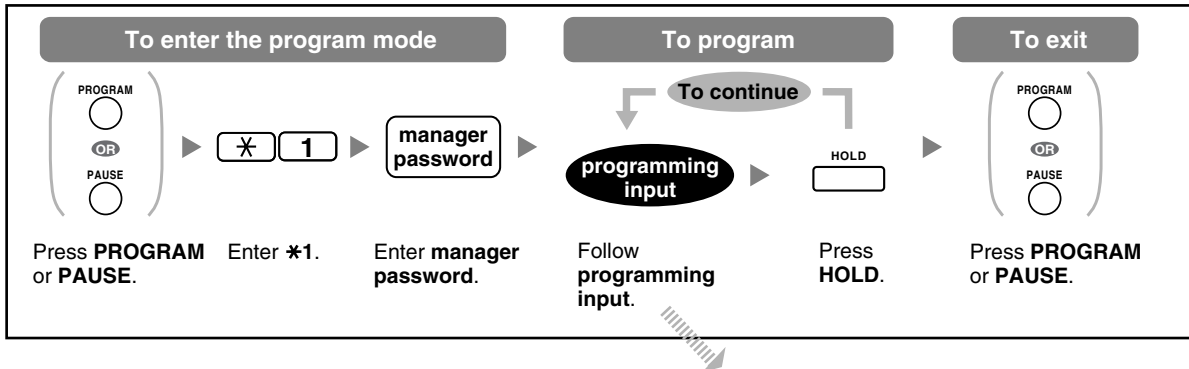 To enter the program mode
To program
To exit
PROGRAM
OR
PAUSE
✳ 1
manager
password
To continue
programming
input
HOLD
PROGRAM
OR
PAUSE
Press PROGRAM
or PAUSE.
Enter ✳1.
Enter manager
password.
Follow
programming
input.
Press
HOLD.
Press PROGRAM
or PAUSE.